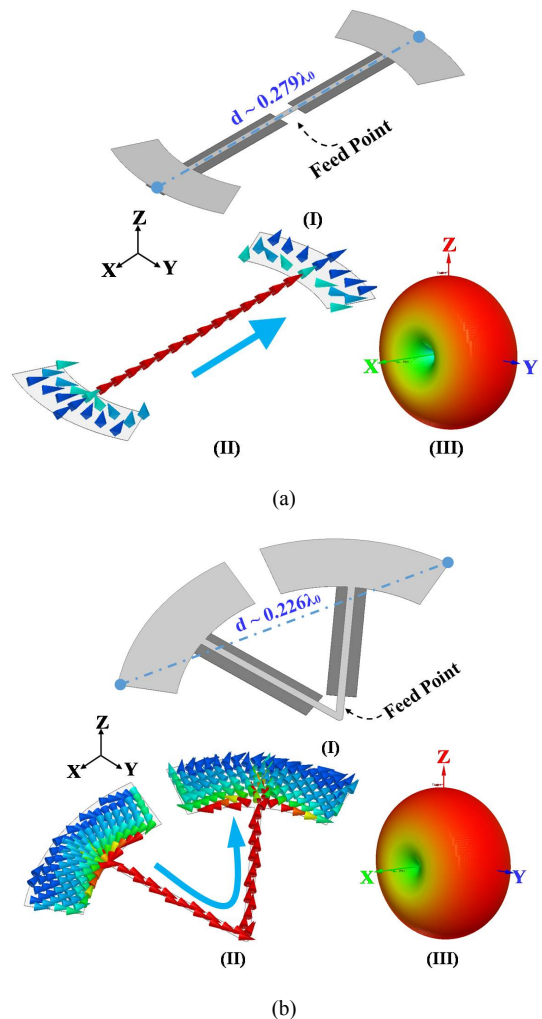 d ~ 0.279λ₀
Feed Point
(I)
Z
X Y
(II)
Z
X Y
(III)
(a)
d ~ 0.226λ₀
Feed Point
(I)
Z
X Y
(II)
Z
X Y
(III)
(b)